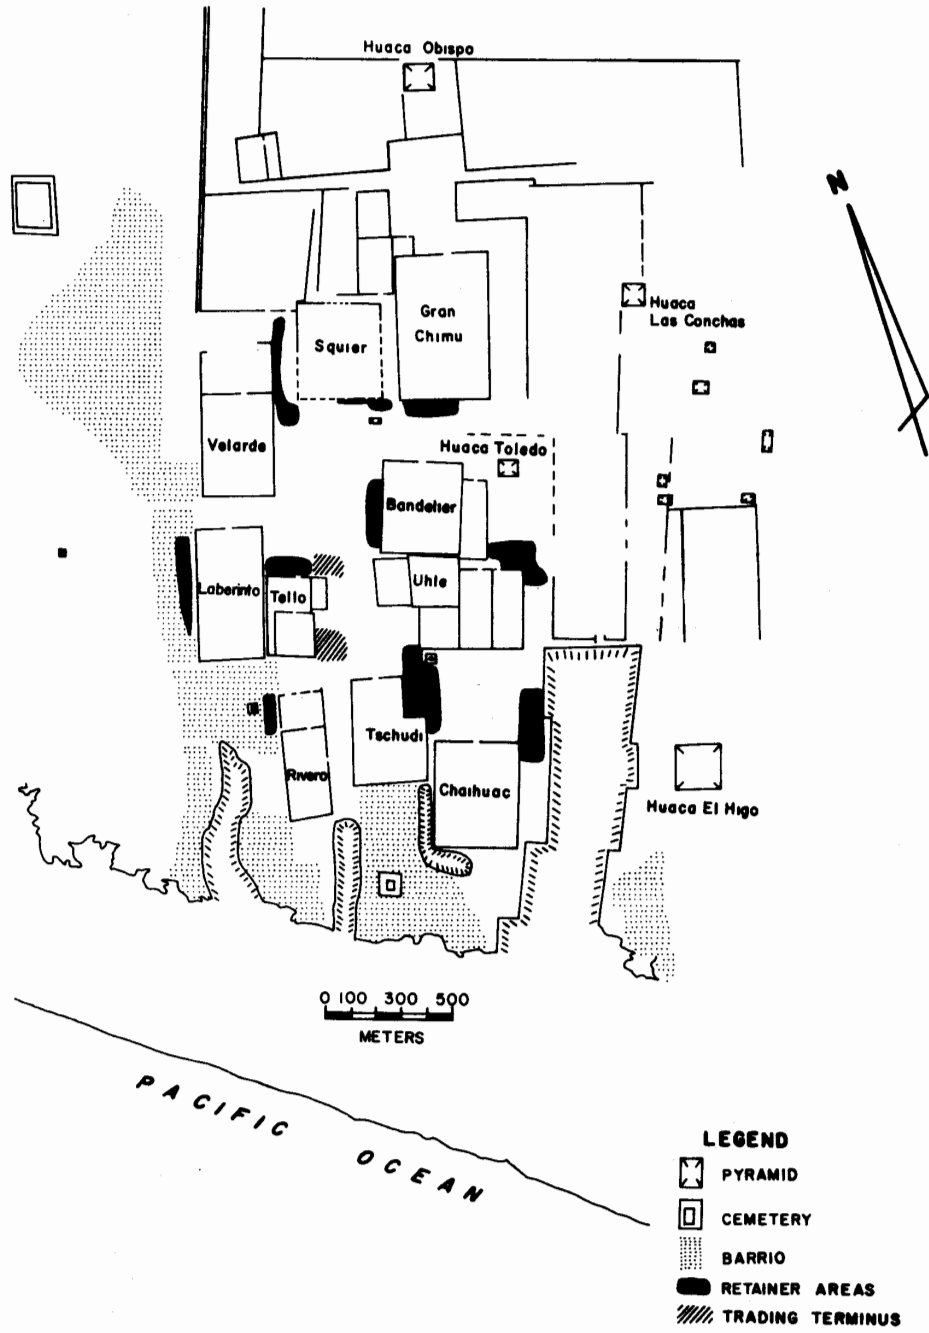 Huaca Obispo
N
Huaca
Las Conchas
Gran
Chimu
Squier
Velarde
Huaca Toledo
Bandelier
Uhle
Laberinto
Tello
Tschudi
Rivero
Chaihuac
Huaca El Higo
0 100 300 500
METERS
PACIFIC OCEAN
LEGEND
PYRAMID
CEMETERY
BARRIO
RETAINER AREAS
TRADING TERMINUS